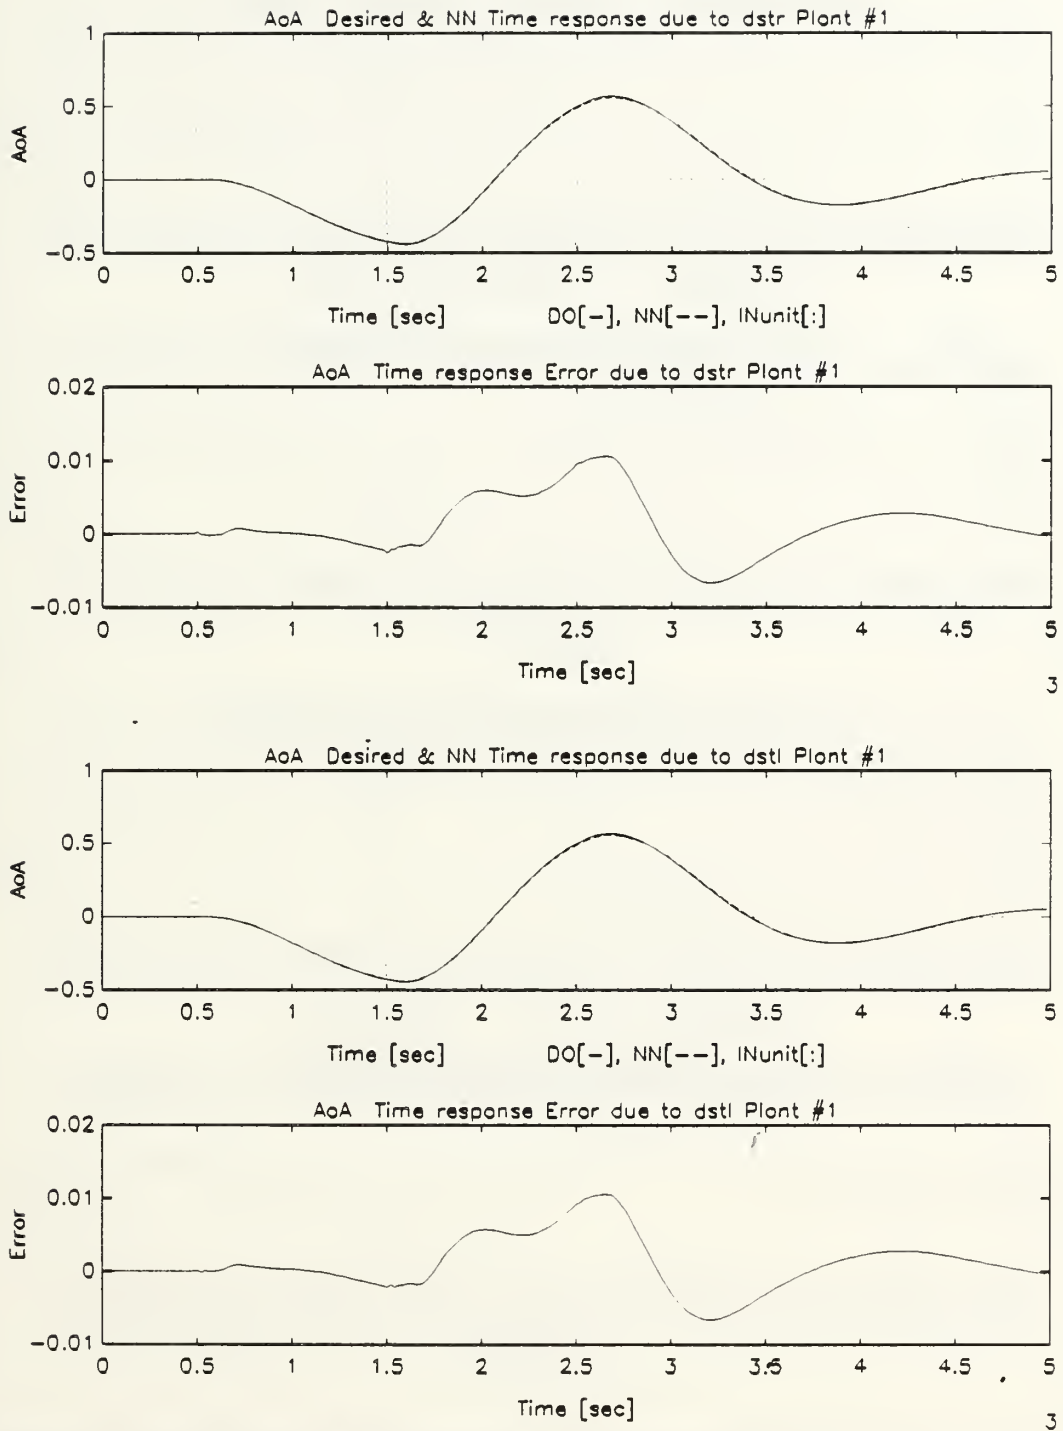 AoA Desired & NN Time response due to dstr Plant #1
1
0.5
0
-0.5
AoA
0 0.5 1 1.5 2 2.5 3 3.5 4 4.5 5
Time [sec] DO[-], NN[--], INunit[:]
AoA Time response Error due to dstr Plant #1
0.02
0.01
0
-0.01
Error
0 0.5 1 1.5 2 2.5 3 3.5 4 4.5 5
Time [sec]
3
AoA Desired & NN Time response due to dstl Plant #1
1
0.5
0
-0.5
AoA
0 0.5 1 1.5 2 2.5 3 3.5 4 4.5 5
Time [sec] DO[-], NN[--], INunit[:]
AoA Time response Error due to dstl Plant #1
0.02
0.01
0
-0.01
Error
0 0.5 1 1.5 2 2.5 3 3.5 4 4.5 5
Time [sec]
3